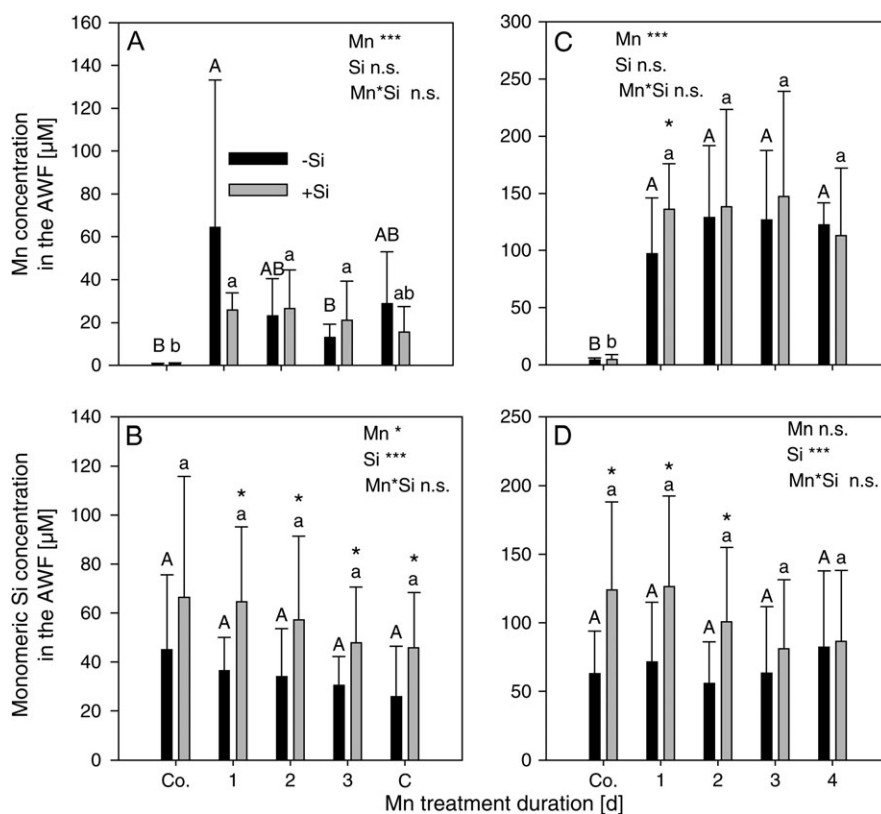 A
Mn ***
Si n.s.
Mn*Si n.s.
-Si
+Si
Mn concentration
in the AWF [µM]
160
140
120
100
80
60
40
20
0
B b
A
a
AB
a
B
a
AB
ab
C
Mn ***
Si n.s.
Mn*Si n.s.
300
250
200
150
100
50
0
B b
A
*
a
A
a
A
a
A
a
B
Mn *
Si ***
Mn*Si n.s.
Monomeric Si concentration
in the AWF [µM]
140
120
100
80
60
40
20
0
A
a
A
*
a
A
*
a
A
*
a
A
*
a
Co. 1 2 3 C
D
Mn n.s.
Si ***
Mn*Si n.s.
250
200
150
100
50
0
A
*
a
A
*
a
A
*
a
A
a
A
a
Co. 1 2 3 4
Mn treatment duration [d]